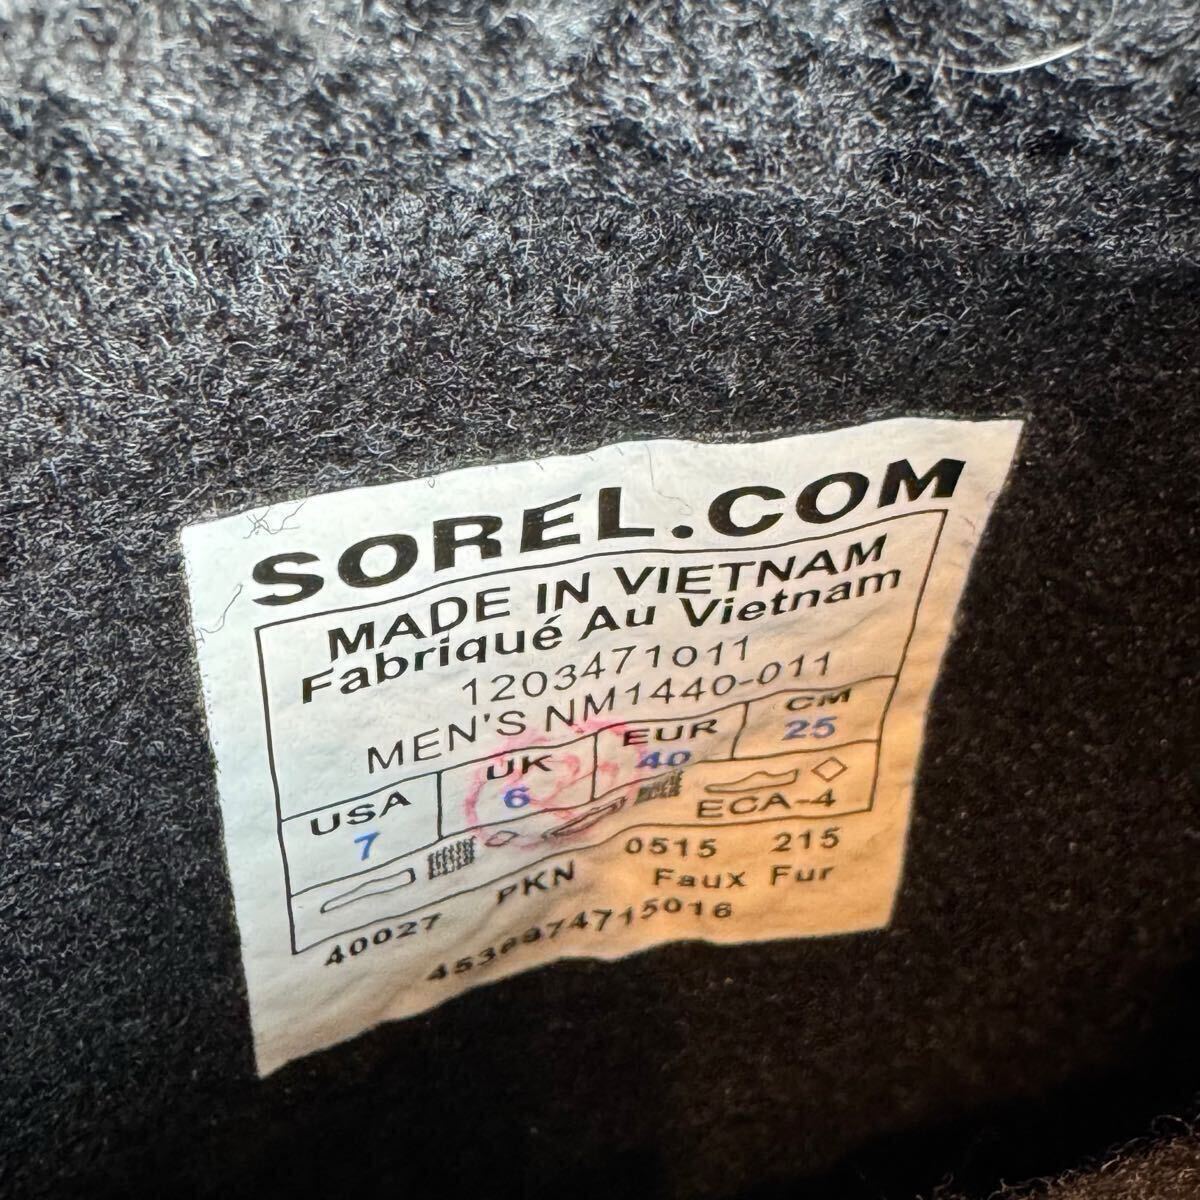 SOREL.COM
MADE IN VIETNAM
Fabriqué Au Vietnam
1203471011
MEN'S NM1440-011
USA UK EUR CM
7 6 40 25
ECA-4
40027 PKN 0515 215
Faux Fur